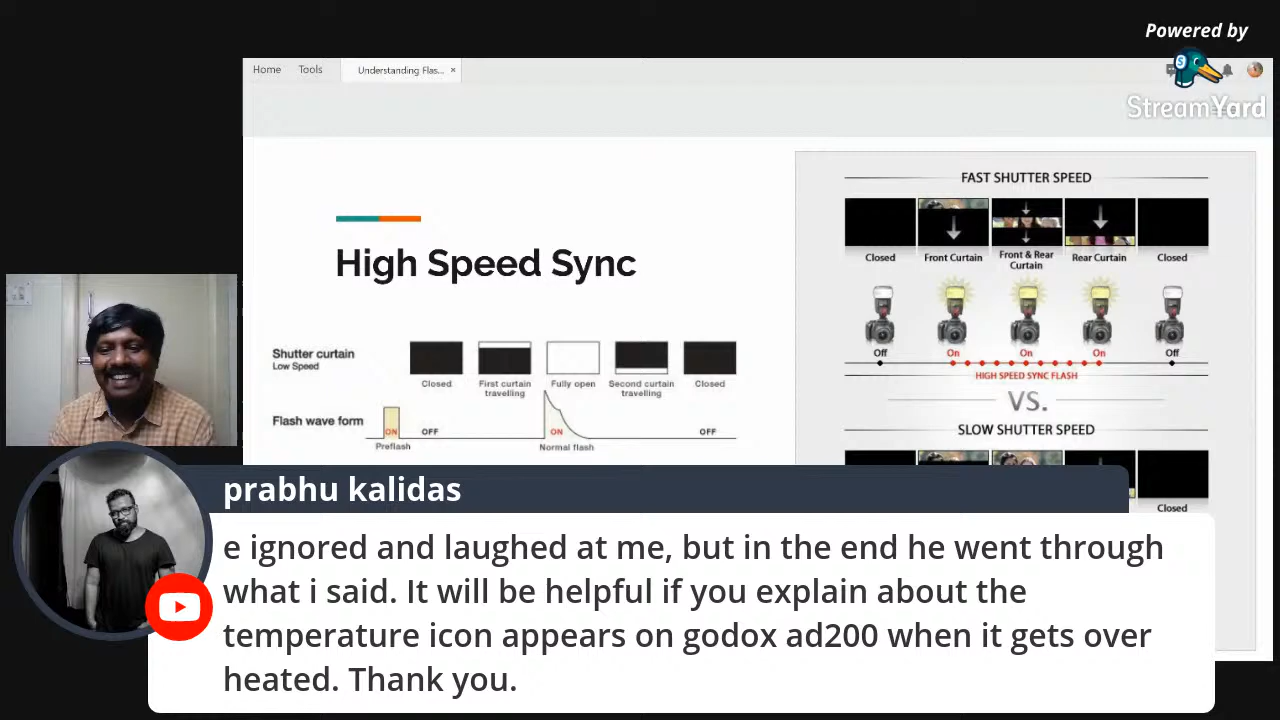 Powered by
StreamYard
Home Tools Understanding Flas... ×
High Speed Sync
Shutter curtain
Low Speed
Closed
First curtain
travelling
Fully open
Second curtain
travelling
Closed
Flash wave form
ON
OFF
ON
OFF
Preflash
Normal flash
FAST SHUTTER SPEED
Closed
Front Curtain
Front & Rear
Curtain
Rear Curtain
Closed
Off
On
On
On
Off
HIGH SPEED SYNC FLASH
VS.
SLOW SHUTTER SPEED
Closed
prabhu kalidas
e ignored and laughed at me, but in the end he went through
what i said. It will be helpful if you explain about the
temperature icon appears on godox ad200 when it gets over
heated. Thank you.